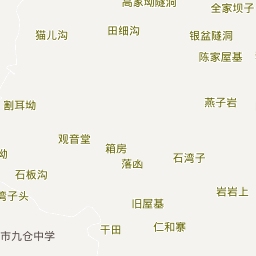 高家坳隧洞
全家坝子
猫儿沟
田细沟
银盆隧洞
陈家屋基
燕子岩
割耳坳
观音堂
箱房
坳
落凼
石湾子
石板沟
岩岩上
湾子头
旧屋基
干田
仁和寨
市九仓中学